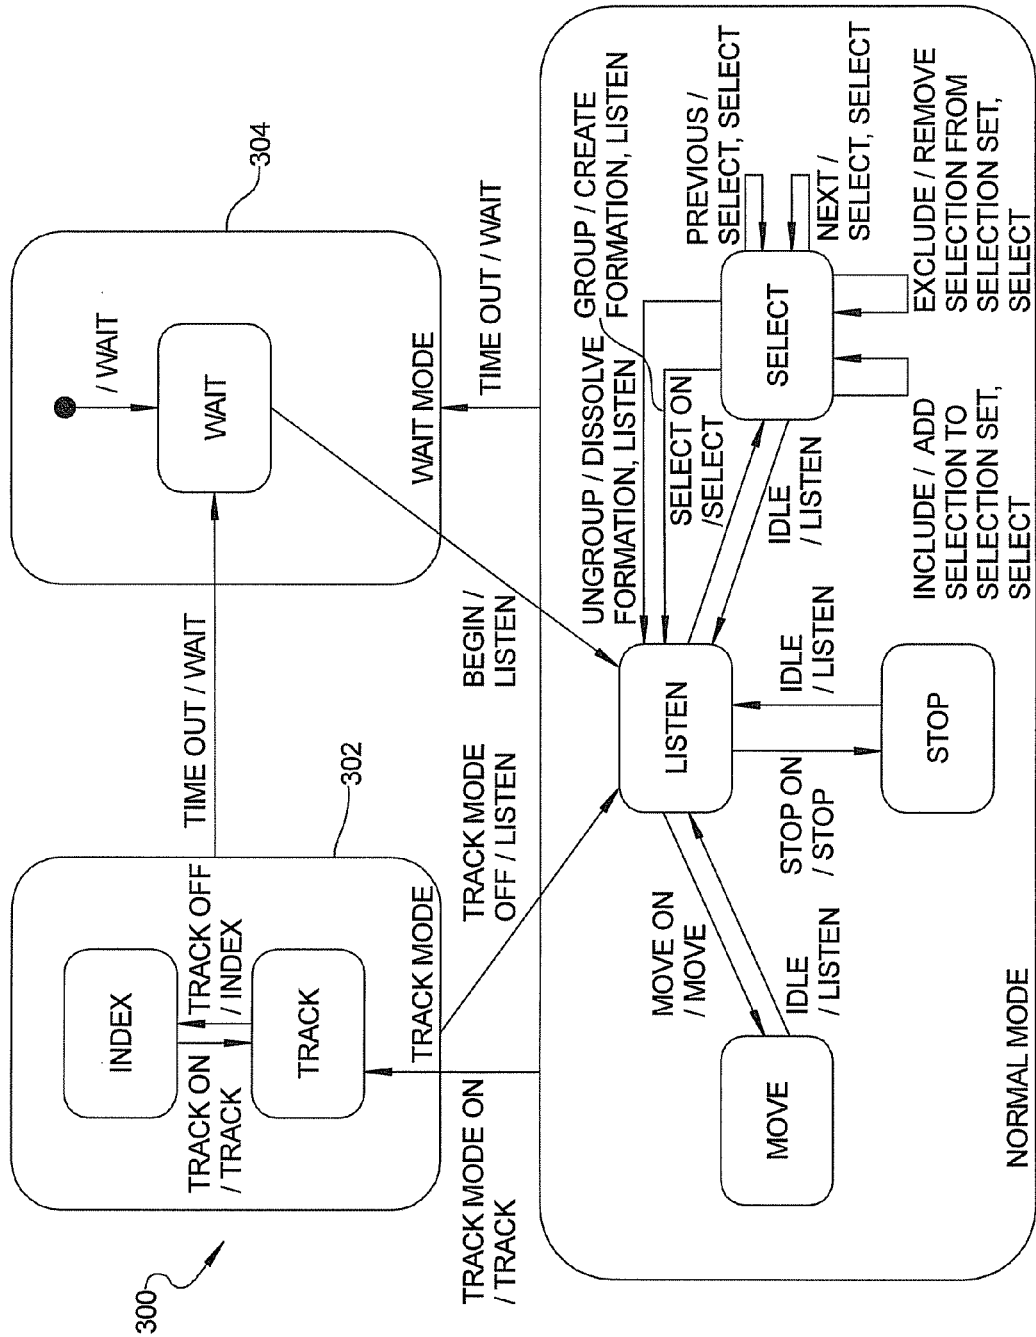 300
INDEX
TRACK ON
/ TRACK
TRACK OFF
/ INDEX
TRACK
TRACK MODE
302
TIME OUT / WAIT
/ WAIT
WAIT
WAIT MODE
304
TRACK MODE ON
/ TRACK
TRACK MODE
OFF / LISTEN
BEGIN /
LISTEN
TIME OUT / WAIT
UNGROUP / DISSOLVE
FORMATION, LISTEN
GROUP / CREATE
FORMATION, LISTEN
SELECT ON
/SELECT
PREVIOUS /
SELECT, SELECT
MOVE ON
/ MOVE
LISTEN
IDLE
/ LISTEN
SELECT
NEXT /
SELECT, SELECT
MOVE
IDLE
/ LISTEN
STOP ON
/ STOP
IDLE
/ LISTEN
STOP
INCLUDE / ADD
SELECTION TO
SELECTION SET,
SELECT
EXCLUDE / REMOVE
SELECTION FROM
SELECTION SET,
SELECT
NORMAL MODE